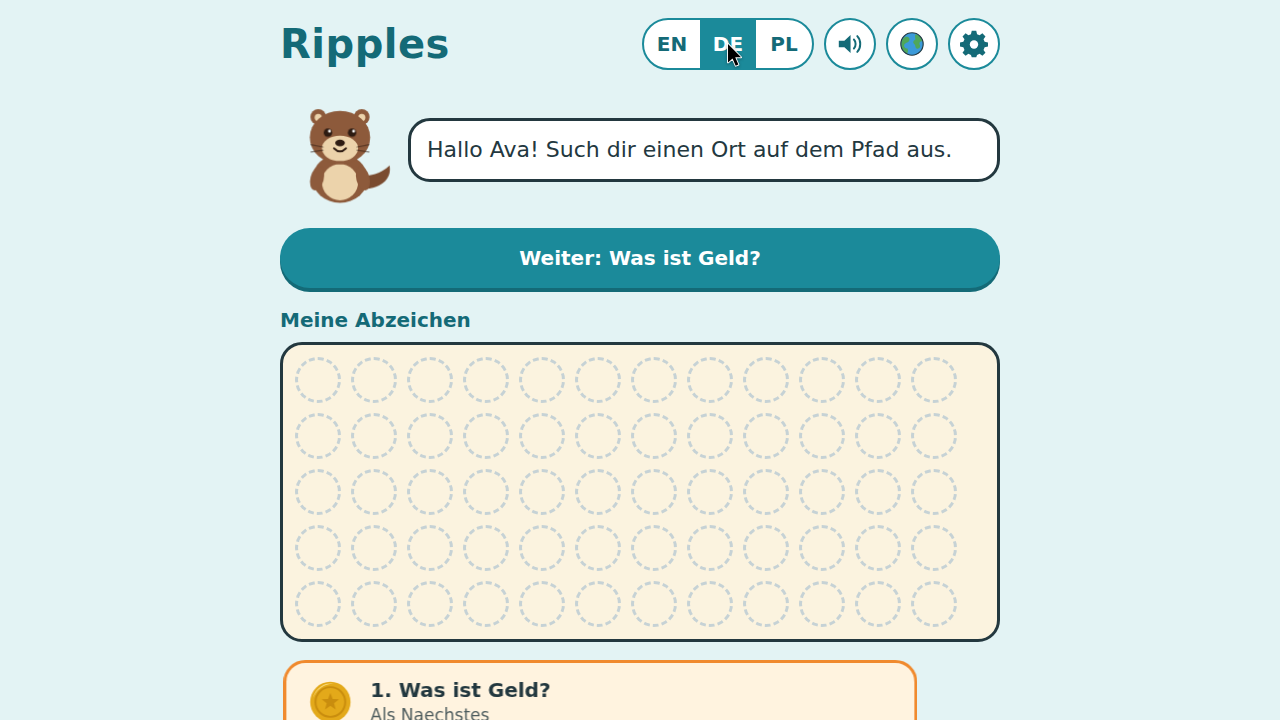 Ripples
EN DE PL
Hallo Ava! Such dir einen Ort auf dem Pfad aus.
Weiter: Was ist Geld?
Meine Abzeichen
1. Was ist Geld?
Als Naechstes